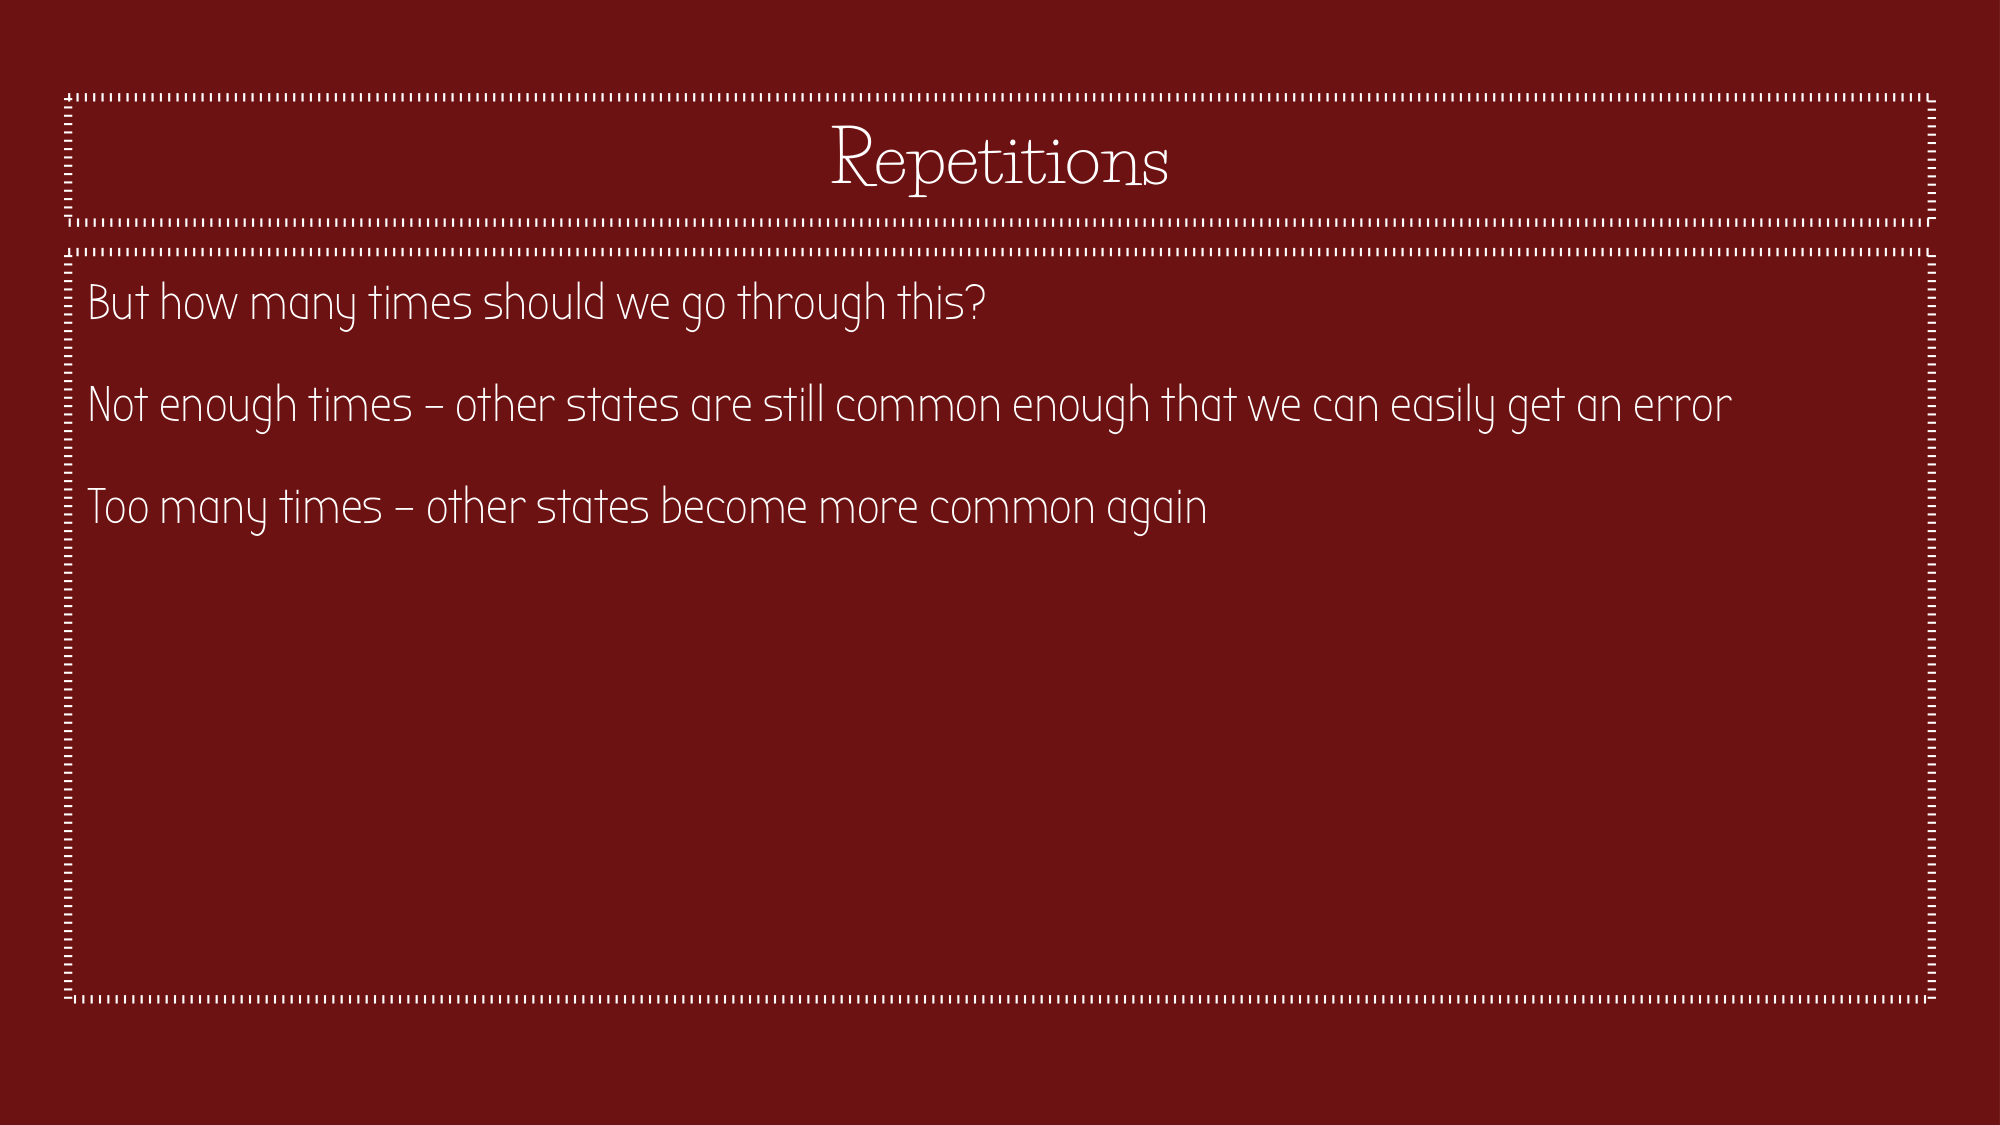 Repetitions
But how many times should we go through this?
Not enough times – other states are still common enough that we can easily get an error
Too many times – other states become more common again